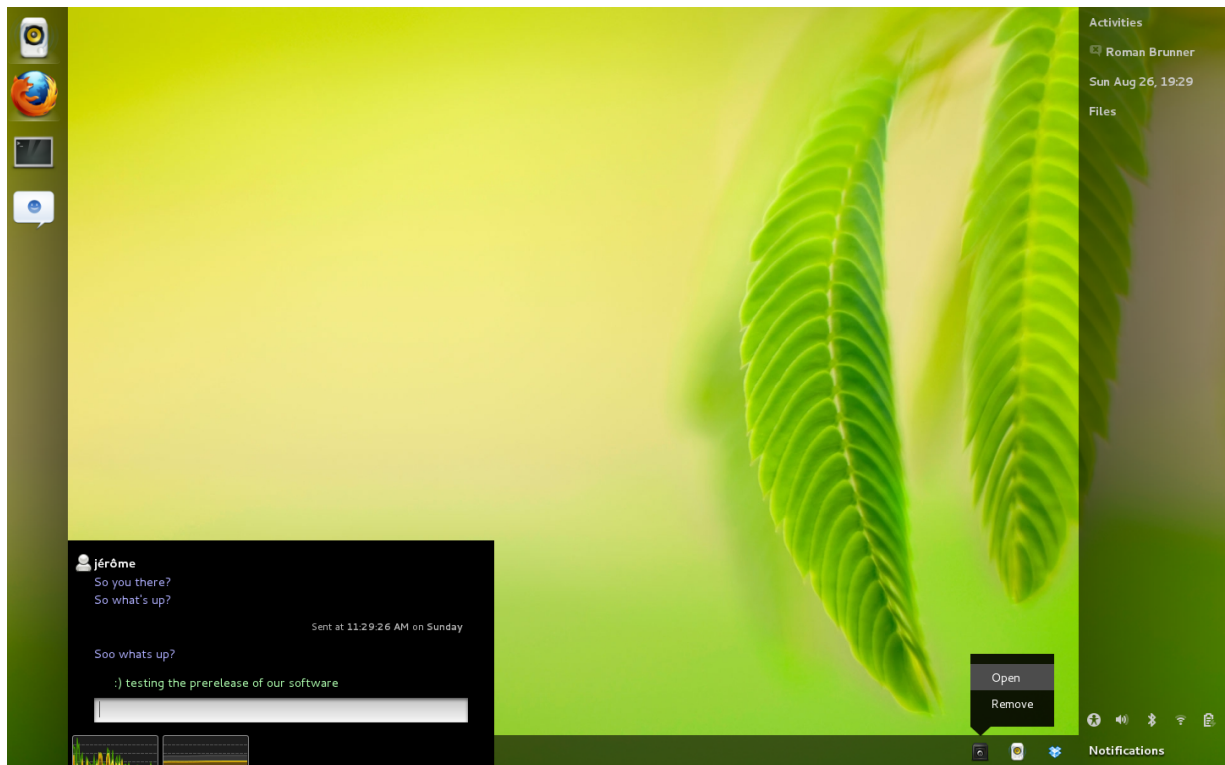 Activities
Roman Brunner
Sun Aug 26, 19:29
Files
jérôme
So you there?
So what's up?
Sent at 11:29:26 AM on Sunday
Soo whats up?
:) testing the prerelease of our software
Open
Remove
Notifications